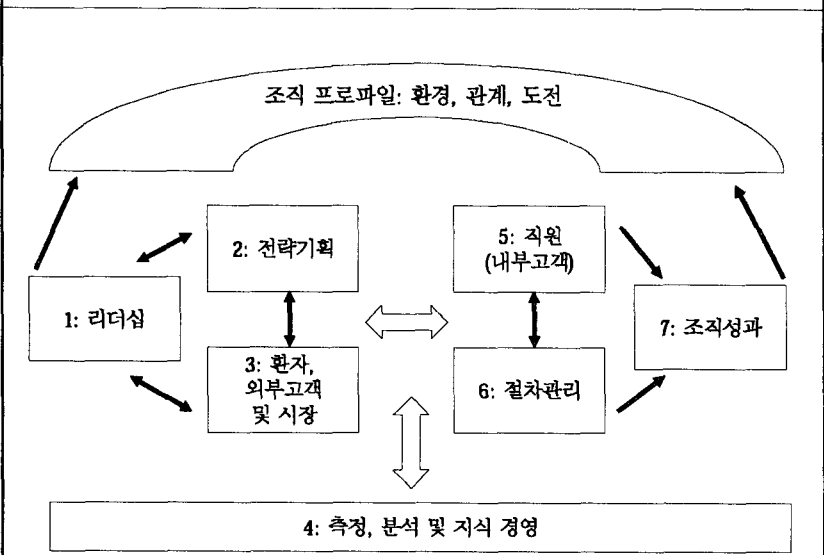 조직 프로파일: 환경, 관계, 도전
2: 전략기획
5: 직원
(내부고객)
1: 리더십
7: 조직성과
3: 환자,
외부고객
및 시장
6: 절차관리
4: 측정, 분석 및 지식 경영